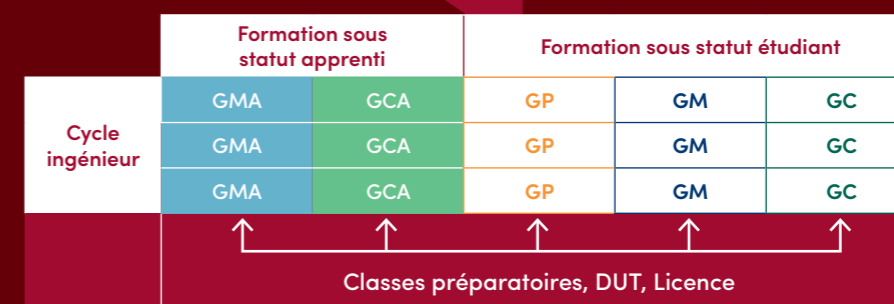 Formation sous
statut apprenti
Formation sous statut étudiant
Cycle
ingénieur
GMA GCA GP GM GC
GMA GCA GP GM GC
GMA GCA GP GM GC
Classes préparatoires, DUT, Licence